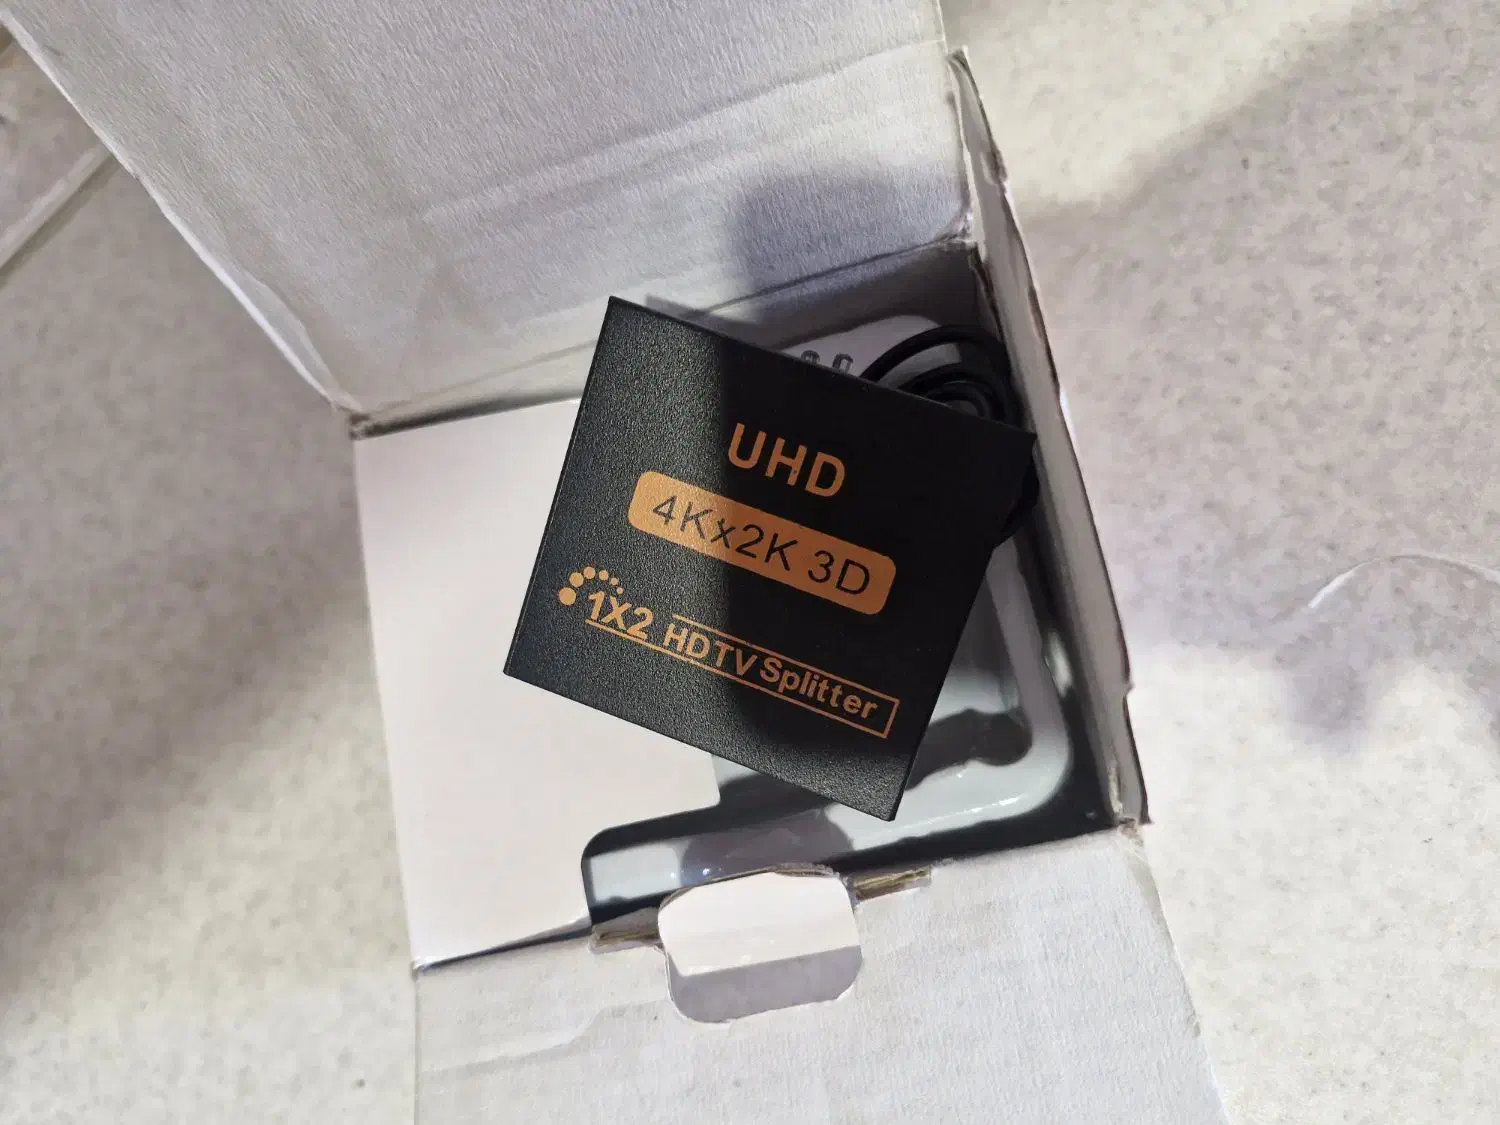 UHD
4Kx2K 3D
1X2 HDTV Splitter